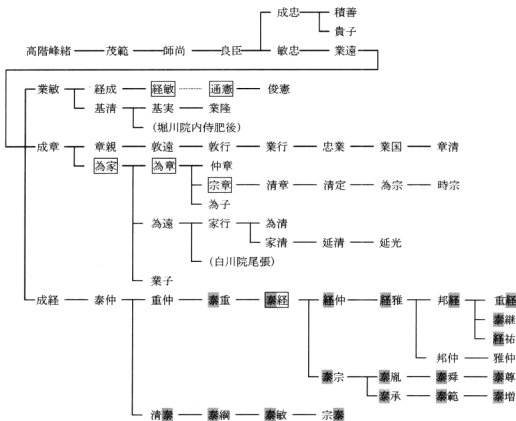 成忠 積善
貴子
高階峰緒 茂範 師尚 良臣 敏忠 業遠
業敏 経成 経敏 通憲 俊憲
基清 基実 業隆
(堀川院内侍肥後)
成章 章親 敦遠 敦行 業行 忠業 業国 章清
為家 為章 仲章
宗章 清章 清定 為宗 時宗
為子
為遠 家行 為清
家清 延清 延光
(白川院尾張)
業子
成経 泰仲 重仲 泰重 泰経 経仲 経雅 邦経 重経
泰継
経祐
邦仲 雅仲
泰宗 泰胤 泰舜 泰尊
泰承 泰範 泰増
清泰 泰綱 泰敏 宗泰